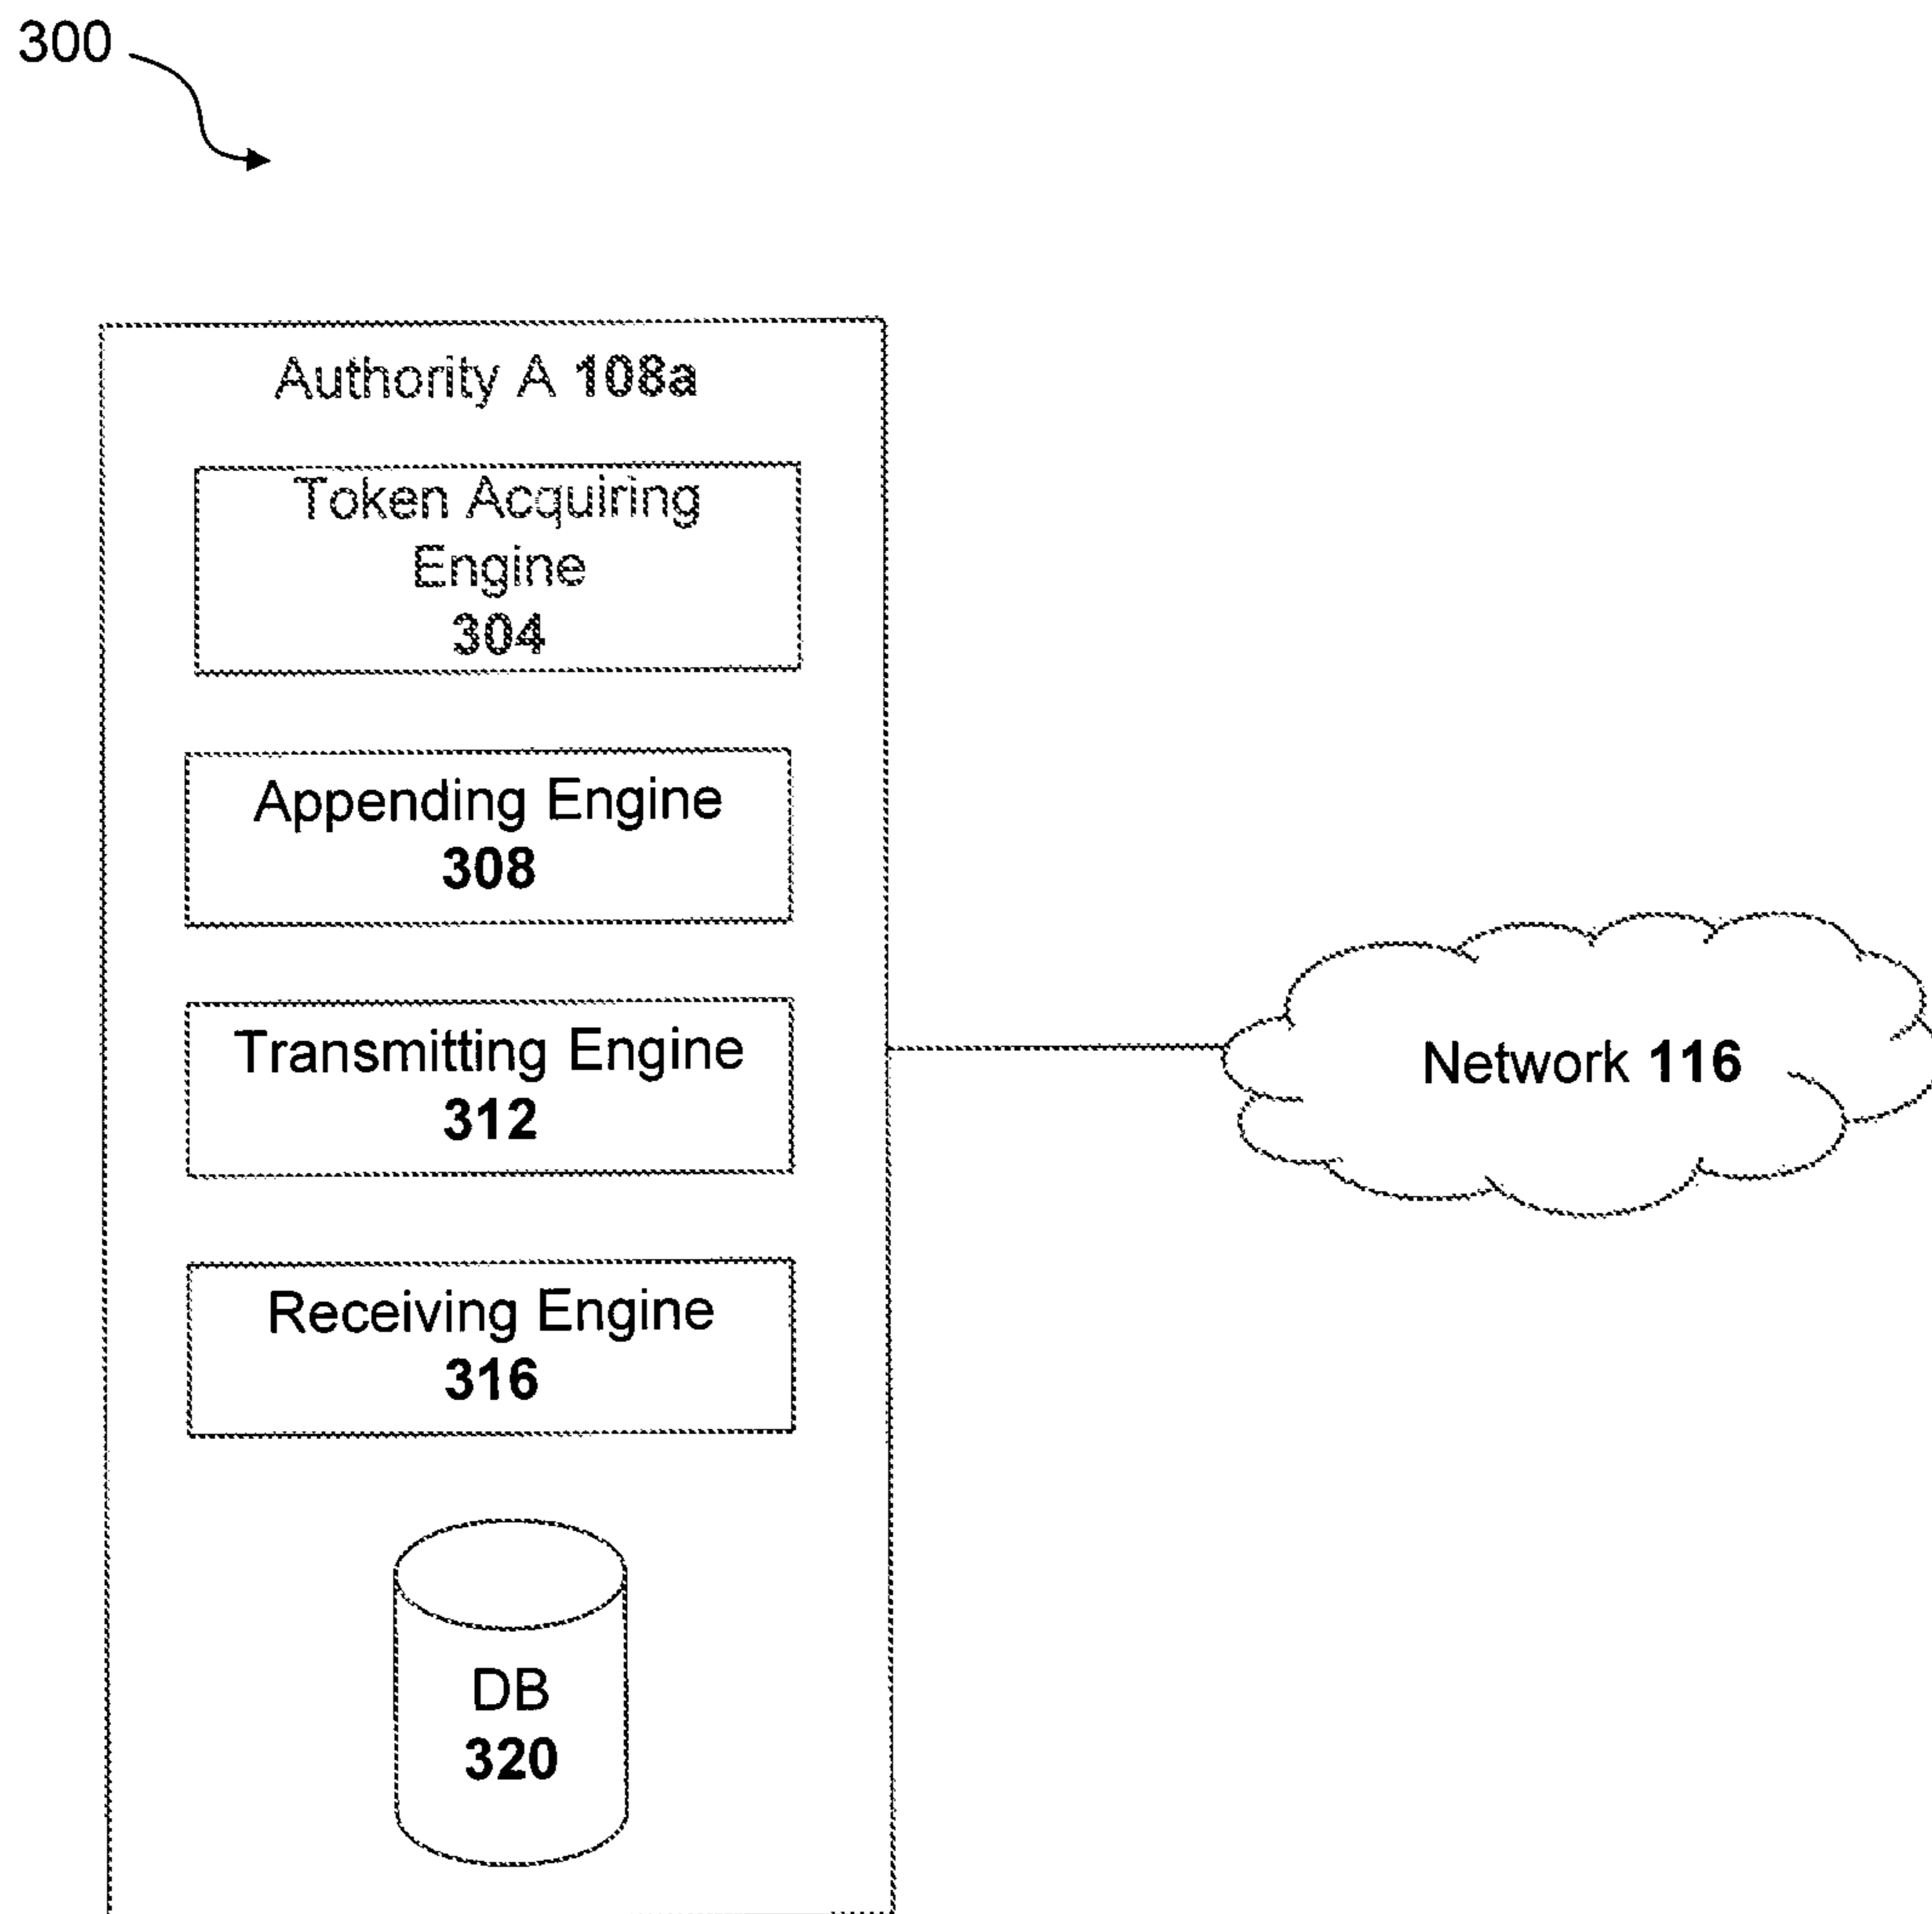 300
Authority A 108a
Token Acquiring
Engine
304
Appending Engine
308
Transmitting Engine
312
Network 116
Receiving Engine
316
DB
320